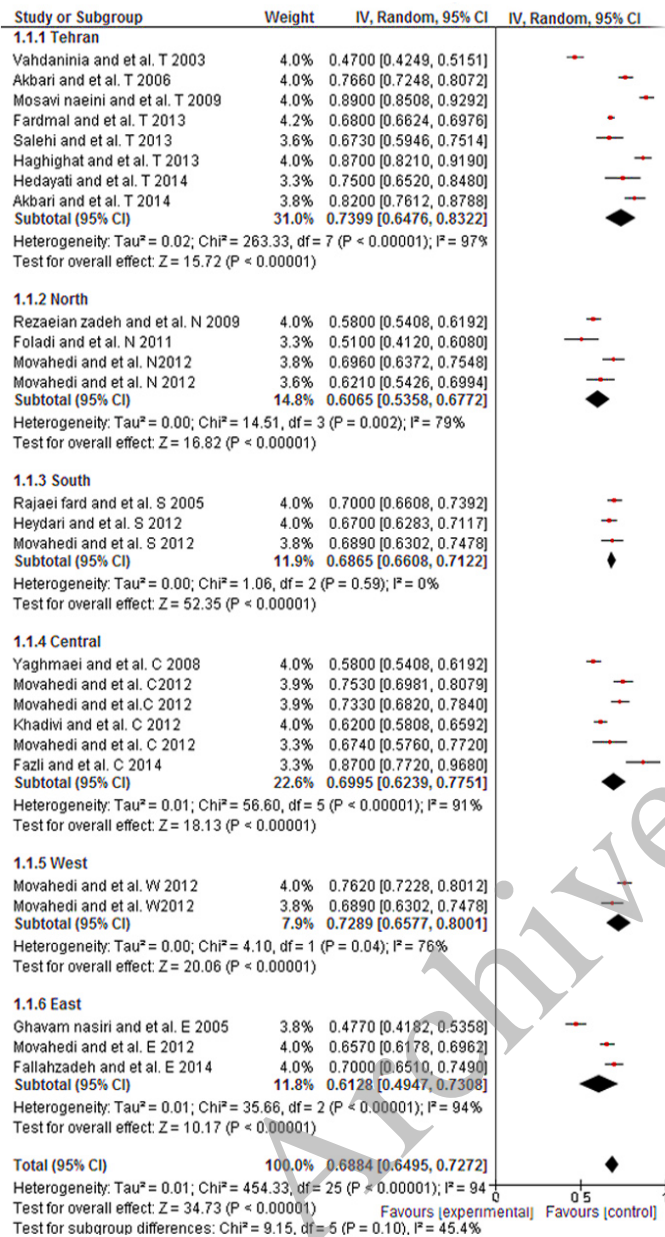 Study or Subgroup Weight IV, Random, 95% CI IV, Random, 95% CI
1.1.1 Tehran
Vahdaninia and et al. T 2003 4.0% 0.4700 [0.4249, 0.5151]
Akbari and et al. T 2006 4.0% 0.7660 [0.7248, 0.8072]
Mosavi naeini and et al. T 2009 4.0% 0.8900 [0.8508, 0.9292]
Fardmal and et al. T 2013 4.2% 0.6800 [0.6624, 0.6976]
Salehi and et al. T 2013 3.6% 0.6730 [0.5946, 0.7514]
Haghighat and et al. T 2013 4.0% 0.8700 [0.8210, 0.9190]
Hedayati and et al. T 2014 3.3% 0.7500 [0.6520, 0.8480]
Akbari and et al. T 2014 3.8% 0.8200 [0.7612, 0.8788]
Subtotal (95% CI) 31.0% 0.7399 [0.6476, 0.8322]
Heterogeneity: Tau² = 0.02; Chi² = 263.33, df = 7 (P < 0.00001); I² = 97%
Test for overall effect: Z = 15.72 (P < 0.00001)
1.1.2 North
Rezaeian zadeh and et al. N 2009 4.0% 0.5800 [0.5408, 0.6192]
Foladi and et al. N 2011 3.3% 0.5100 [0.4120, 0.6080]
Movahedi and et al. N2012 3.8% 0.6960 [0.6372, 0.7548]
Movahedi and et al. N 2012 3.6% 0.6210 [0.5426, 0.6994]
Subtotal (95% CI) 14.8% 0.6065 [0.5358, 0.6772]
Heterogeneity: Tau² = 0.00; Chi² = 14.51, df = 3 (P = 0.002); I² = 79%
Test for overall effect: Z = 16.82 (P < 0.00001)
1.1.3 South
Rajaei fard and et al. S 2005 4.0% 0.7000 [0.6608, 0.7392]
Heydari and et al. S 2012 4.0% 0.6700 [0.6283, 0.7117]
Movahedi and et al. S 2012 3.8% 0.6890 [0.6302, 0.7478]
Subtotal (95% CI) 11.9% 0.6865 [0.6608, 0.7122]
Heterogeneity: Tau² = 0.00; Chi² = 1.06, df = 2 (P = 0.59); I² = 0%
Test for overall effect: Z = 52.35 (P < 0.00001)
1.1.4 Central
Yaghmaei and et al. C 2008 4.0% 0.5800 [0.5408, 0.6192]
Movahedi and et al. C2012 3.9% 0.7530 [0.6981, 0.8079]
Movahedi and et al.C 2012 3.9% 0.7330 [0.6820, 0.7840]
Khadivi and et al. C 2012 4.0% 0.6200 [0.5808, 0.6592]
Movahedi and et al. C 2012 3.3% 0.6740 [0.5760, 0.7720]
Fazli and et al. C 2014 3.3% 0.8700 [0.7720, 0.9680]
Subtotal (95% CI) 22.6% 0.6995 [0.6239, 0.7751]
Heterogeneity: Tau² = 0.01; Chi² = 56.60, df = 5 (P < 0.00001); I² = 91%
Test for overall effect: Z = 18.13 (P < 0.00001)
1.1.5 West
Movahedi and et al. W 2012 4.0% 0.7620 [0.7228, 0.8012]
Movahedi and et al. W2012 3.8% 0.6890 [0.6302, 0.7478]
Subtotal (95% CI) 7.9% 0.7289 [0.6577, 0.8001]
Heterogeneity: Tau² = 0.00; Chi² = 4.10, df = 1 (P = 0.04); I² = 76%
Test for overall effect: Z = 20.06 (P < 0.00001)
1.1.6 East
Ghavam nasiri and et al. E 2005 3.8% 0.4770 [0.4182, 0.5358]
Movahedi and et al. E 2012 4.0% 0.6570 [0.6178, 0.6962]
Fallahzadeh and et al. E 2014 4.0% 0.7000 [0.6510, 0.7490]
Subtotal (95% CI) 11.8% 0.6128 [0.4947, 0.7308]
Heterogeneity: Tau² = 0.01; Chi² = 35.66, df = 2 (P < 0.00001); I² = 94%
Test for overall effect: Z = 10.17 (P < 0.00001)
Total (95% CI) 100.0% 0.6884 [0.6495, 0.7272]
Heterogeneity: Tau² = 0.01; Chi² = 454.33, df = 25 (P < 0.00001); I² = 94
0 0.5 1
Test for overall effect: Z = 34.73 (P < 0.00001)
Favours [experimental] Favours [control]
Test for subgroup differences: Chi² = 9.15, df = 5 (P = 0.10), I² = 45.4%
Archive